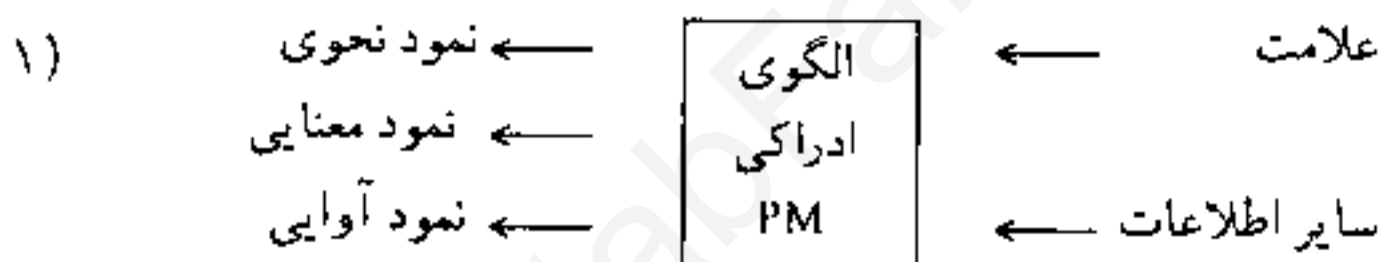 ۱) علامت ← الگوی ← نمود نحوی
ادراکی ← نمود معنایی
سایر اطلاعات ← PM ← نمود آوایی